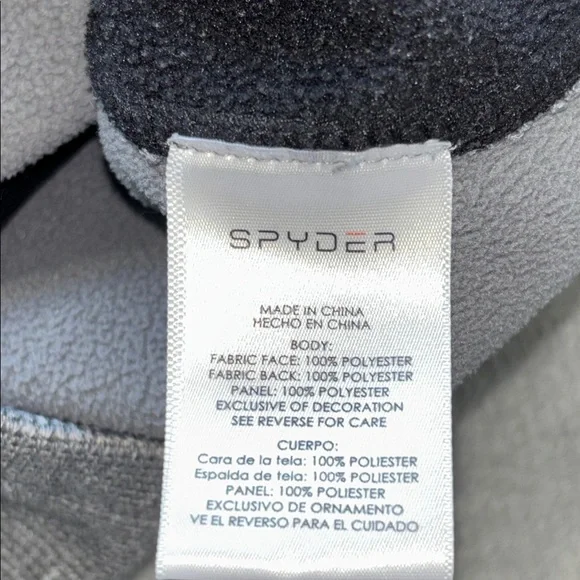 SPYDER
MADE IN CHINA
HECHO EN CHINA
BODY:
FABRIC FACE: 100% POLYESTER
FABRIC BACK: 100% POLYESTER
PANEL: 100% POLYESTER
EXCLUSIVE OF DECORATION
SEE REVERSE FOR CARE
CUERPO:
Cara de la tela: 100% POLIESTER
Espalda de tela: 100% POLIESTER
PANEL: 100% POLIESTER
EXCLUSIVO DE ORNAMENTO
VE EL REVERSO PARA EL CUIDADO